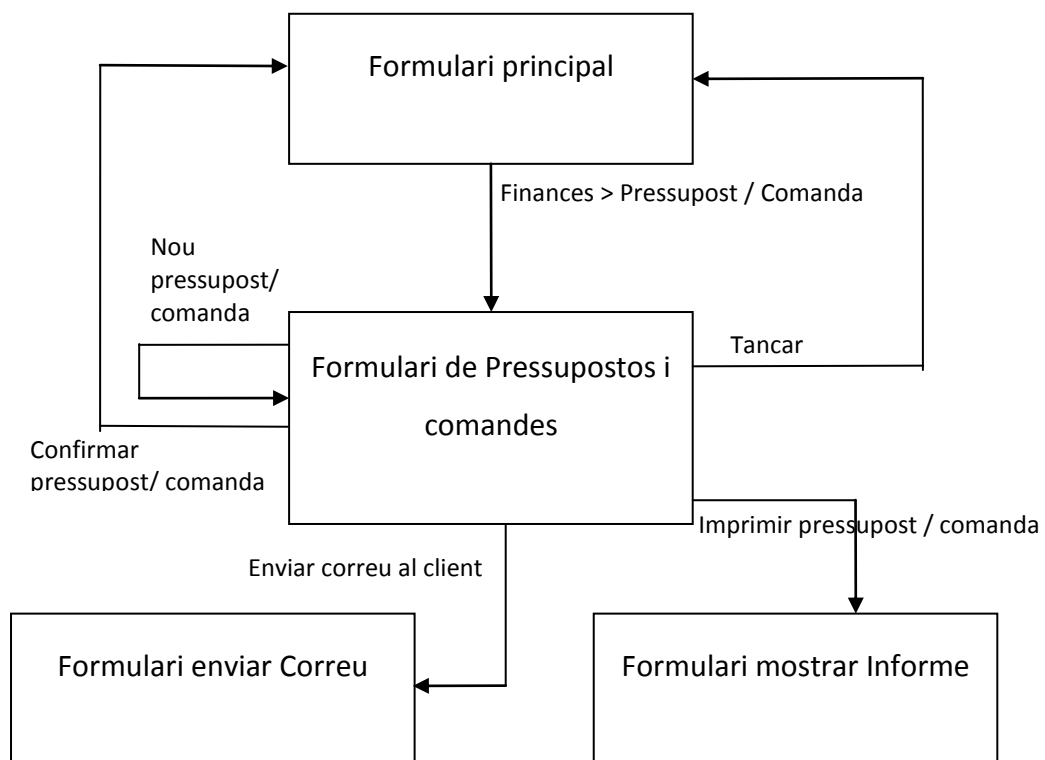 Formulari principal
Finances > Pressupost / Comanda
Nou
pressupost/
comanda
Formulari de Pressupostos i
comandes
Tancar
Confirmar
pressupost/ comanda
Imprimir pressupost / comanda
Enviar correu al client
Formulari enviar Correu
Formulari mostrar Informe